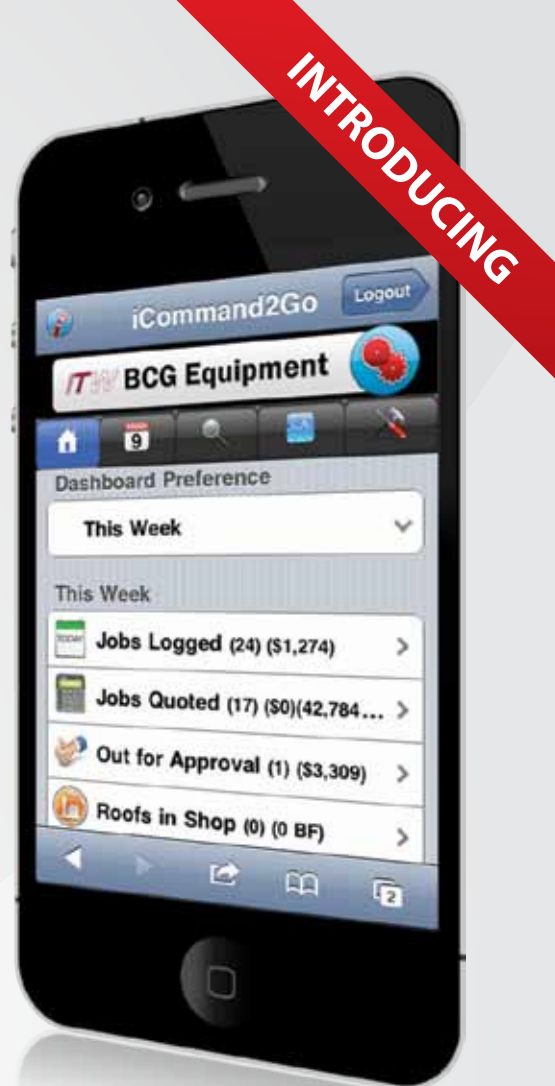 INTRODUCING
iCommand2Go
Logout
ITW BCG Equipment
9
Dashboard Preference
This Week
This Week
TODAY
Jobs Logged (24) ($1,274)
Jobs Quoted (17) ($0)(42,784...
Out for Approval (1) ($3,309)
Roofs in Shop (0) (0 BF)
2